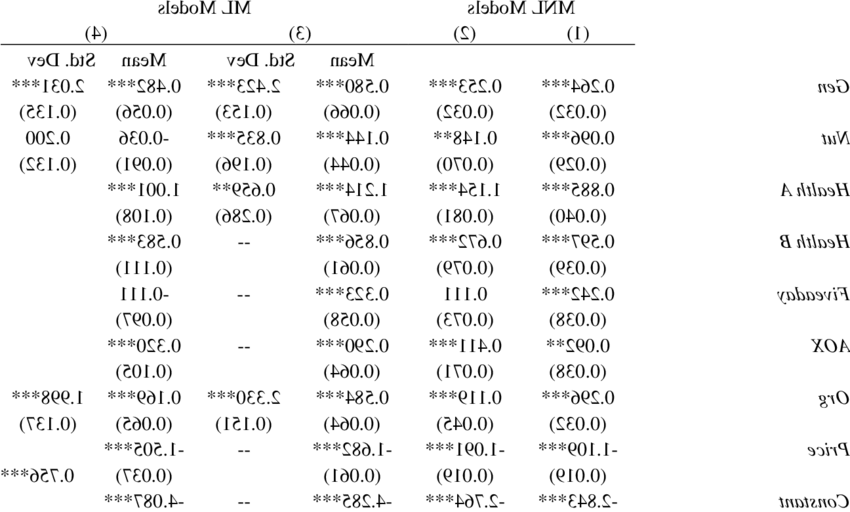 MNL Models ML Models
(1) (2) (3) (4)
Mean Std. Dev Mean Std. Dev
Gen 0.264*** 0.253*** 0.580*** 2.423*** 0.482*** 2.031***
(0.032) (0.032) (0.066) (0.153) (0.056) (0.135)
Nut 0.096*** 0.148** 0.144*** 0.835*** -0.036 0.200
(0.029) (0.070) (0.044) (0.196) (0.091) (0.132)
Health A 0.885*** 1.154*** 1.214*** 0.659** 1.001***
(0.040) (0.081) (0.067) (0.286) (0.108)
Health B 0.597*** 0.672*** 0.856*** -- 0.583***
(0.039) (0.079) (0.061) (0.111)
Fiveaday 0.242*** 0.111 0.323*** -- -0.111
(0.038) (0.073) (0.058) (0.097)
AOX 0.092** 0.411*** 0.290*** -- 0.320***
(0.038) (0.071) (0.064) (0.105)
Org 0.296*** 0.119*** 0.584*** 2.330*** 0.169*** 1.998***
(0.032) (0.045) (0.064) (0.151) (0.065) (0.137)
Price -1.109*** -1.091*** -1.682*** -- -1.505***
(0.019) (0.019) (0.061) (0.037) 0.756***
Constant -2.843*** -2.764*** -4.285*** -- -4.087***